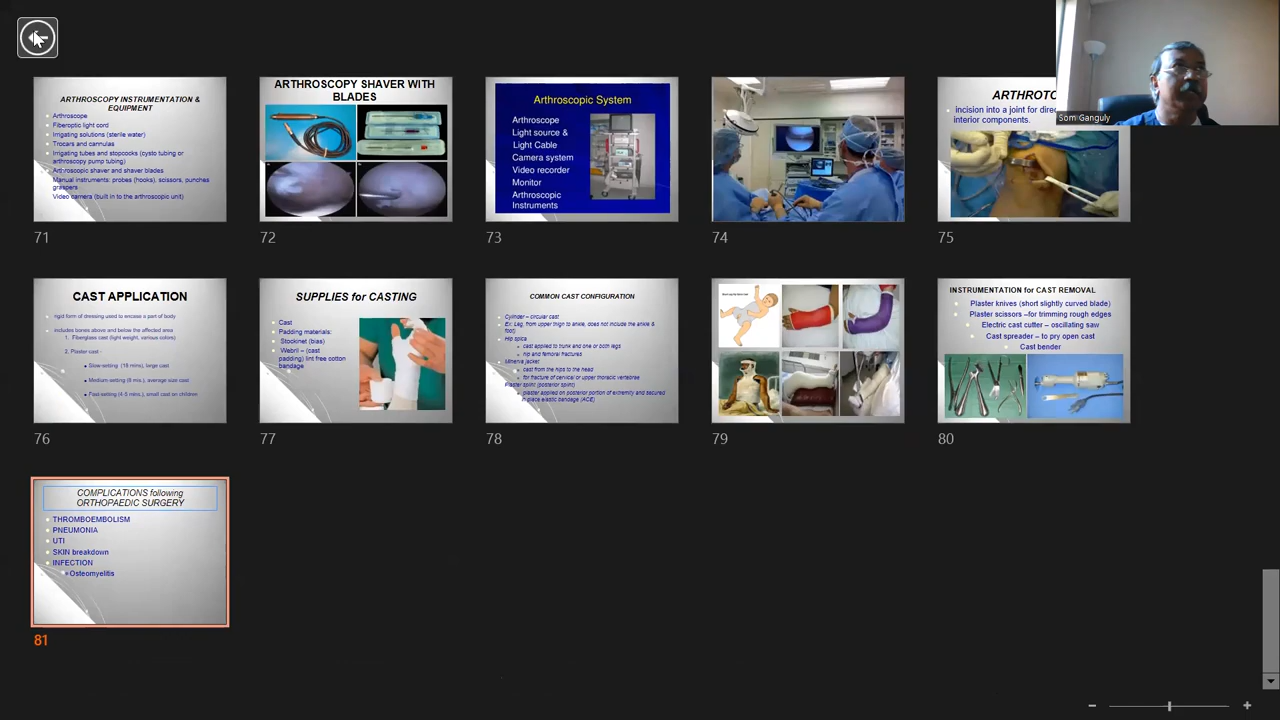 ARTHROSCOPY INSTRUMENTATION &
EQUIPMENT
Arthroscope
Fiberoptic light cord
Irrigating solutions (sterile water)
Trocars and cannulas
Irrigating tubes and stopcocks (cysto tubing or
arthroscopy pump tubing)
Arthroscopic shaver and shaver blades
Manual instruments: probes (hooks), scissors, punches
graspers
Video camera (built in to the arthroscopic unit)
71
ARTHROSCOPY SHAVER WITH
BLADES
72
Arthroscopic System
Arthroscope
Light source &
Light Cable
Camera system
Video recorder
Monitor
Arthroscopic
Instruments
73
74
ARTHROTO
incision into a joint for direc
interior components.
75
Som Ganguly
CAST APPLICATION
rigid form of dressing used to encase a part of body
includes bones above and below the affected area
1. Fiberglass cast (light weight, various colors)
2. Plaster cast -
Slow-setting (18 mins), large cast
Medium-setting (8 mins), average size cast
Fast-setting (4-5 mins.), small cast on children
76
SUPPLIES for CASTING
Cast
Padding materials:
Stockinet (bias)
Webril – (cast
padding) lint free cotton
bandage
77
COMMON CAST CONFIGURATION
Cylinder – circular cast
Ex: Leg, from upper thigh to ankle, does not include the ankle &
foot)
Hip spica
cast applied to trunk and one or both legs
hip and femoral fractures
Minerva jacket
cast from the hips to the head
for fracture of cervical or upper thoracic vertebrae
Plaster splint (posterior splint)
plaster applied on posterior portion of extremity and secured
in place elastic bandage (ACE)
78
79
INSTRUMENTATION for CAST REMOVAL
Plaster knives (short slightly curved blade)
Plaster scissors –for trimming rough edges
Electric cast cutter – oscillating saw
Cast spreader – to pry open cast
Cast bender
80
COMPLICATIONS following
ORTHOPAEDIC SURGERY
THROMBOEMBOLISM
PNEUMONIA
UTI
SKIN breakdown
INFECTION
Osteomyelitis
81